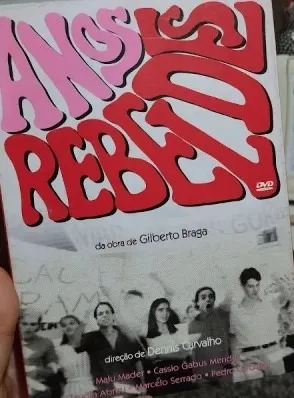 ANOS
REBELDES
DVD
da obra de Gilberto Braga
direção de Dennis Carvalho
Malu Mader • Cassio Gabus Mendes
Marcelo Serrado • Pedro